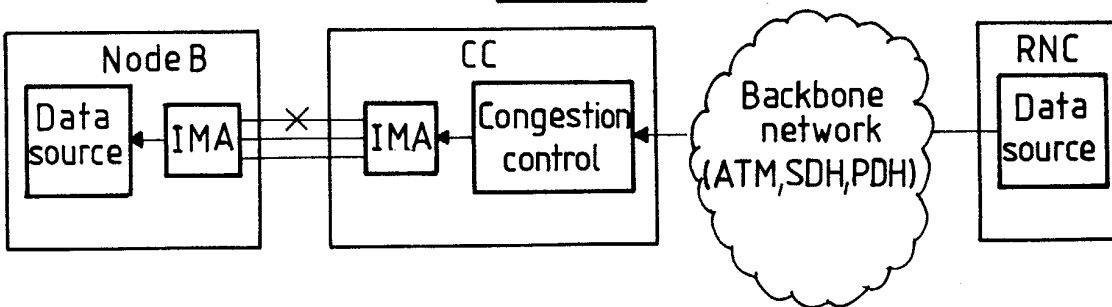 Node B
Data
source
IMA
CC
IMA
Congestion
control
Backbone
network
(ATM,SDH,PDH)
RNC
Data
source